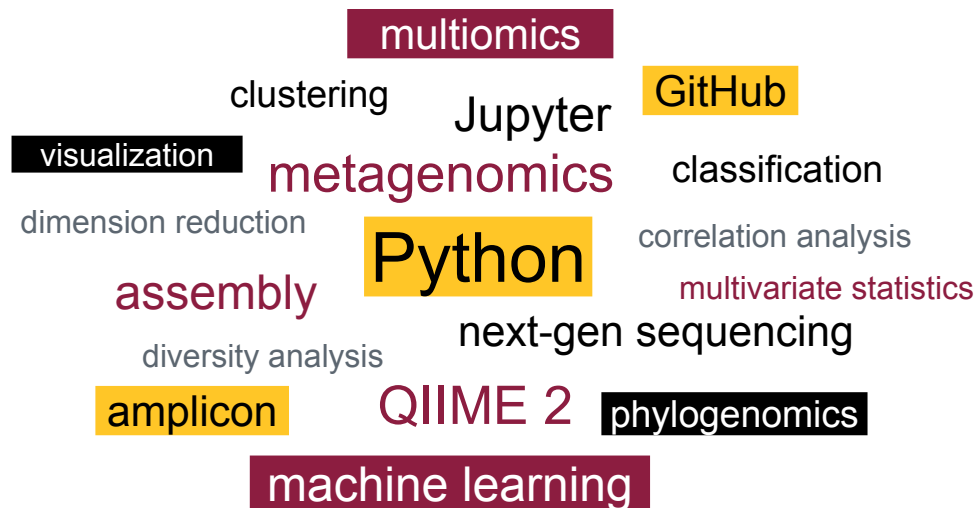 multiomics
clustering
Jupyter
GitHub
visualization
metagenomics
classification
dimension reduction
Python
correlation analysis
assembly
multivariate statistics
next-gen sequencing
diversity analysis
amplicon
QIIME 2
phylogenomics
machine learning